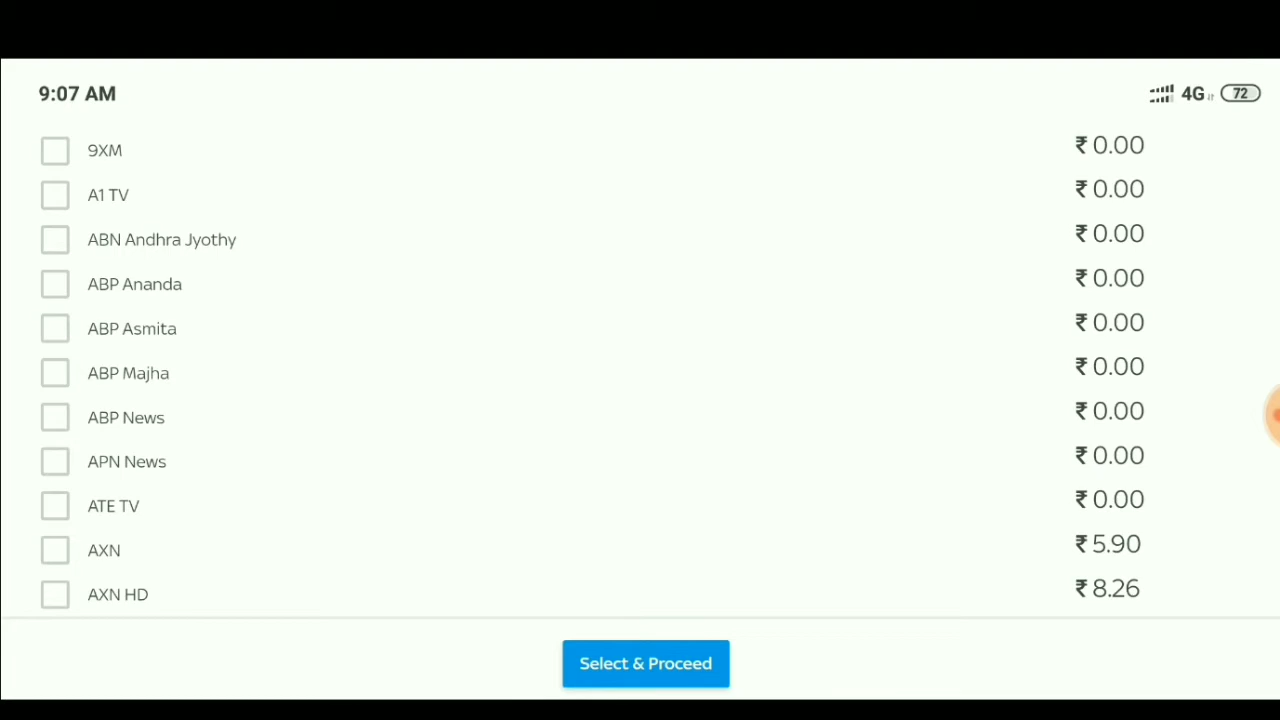 9:07 AM 4G 72
9XM ₹ 0.00
A1 TV ₹ 0.00
ABN Andhra Jyothy ₹ 0.00
ABP Ananda ₹ 0.00
ABP Asmita ₹ 0.00
ABP Majha ₹ 0.00
ABP News ₹ 0.00
APN News ₹ 0.00
ATE TV ₹ 0.00
AXN ₹ 5.90
AXN HD ₹ 8.26
Select & Proceed